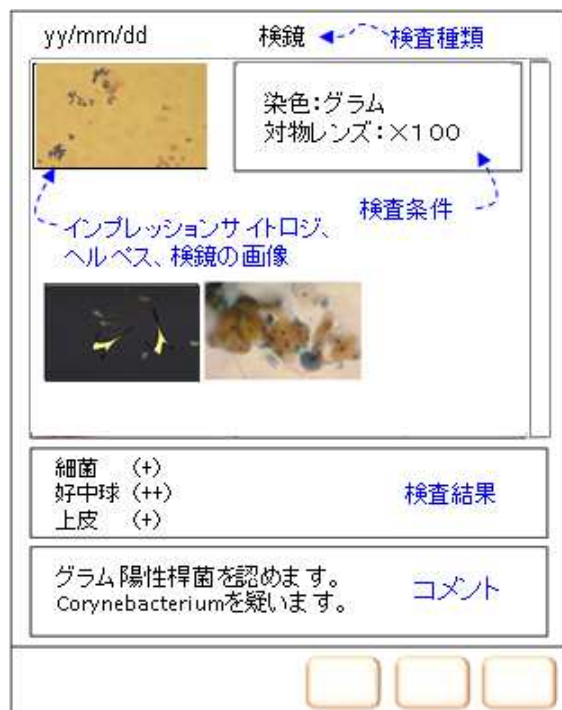 yy/mm/dd 検鏡 検査種類
染色:グラム
対物レンズ:×100
検査条件
インプレッションサイトロジ、
ヘルペス、検鏡の画像
細菌 (+)
好中球 (++)
上皮 (+)
検査結果
グラム陽性桿菌を認めます。
Corynebacteriumを疑います。
コメント